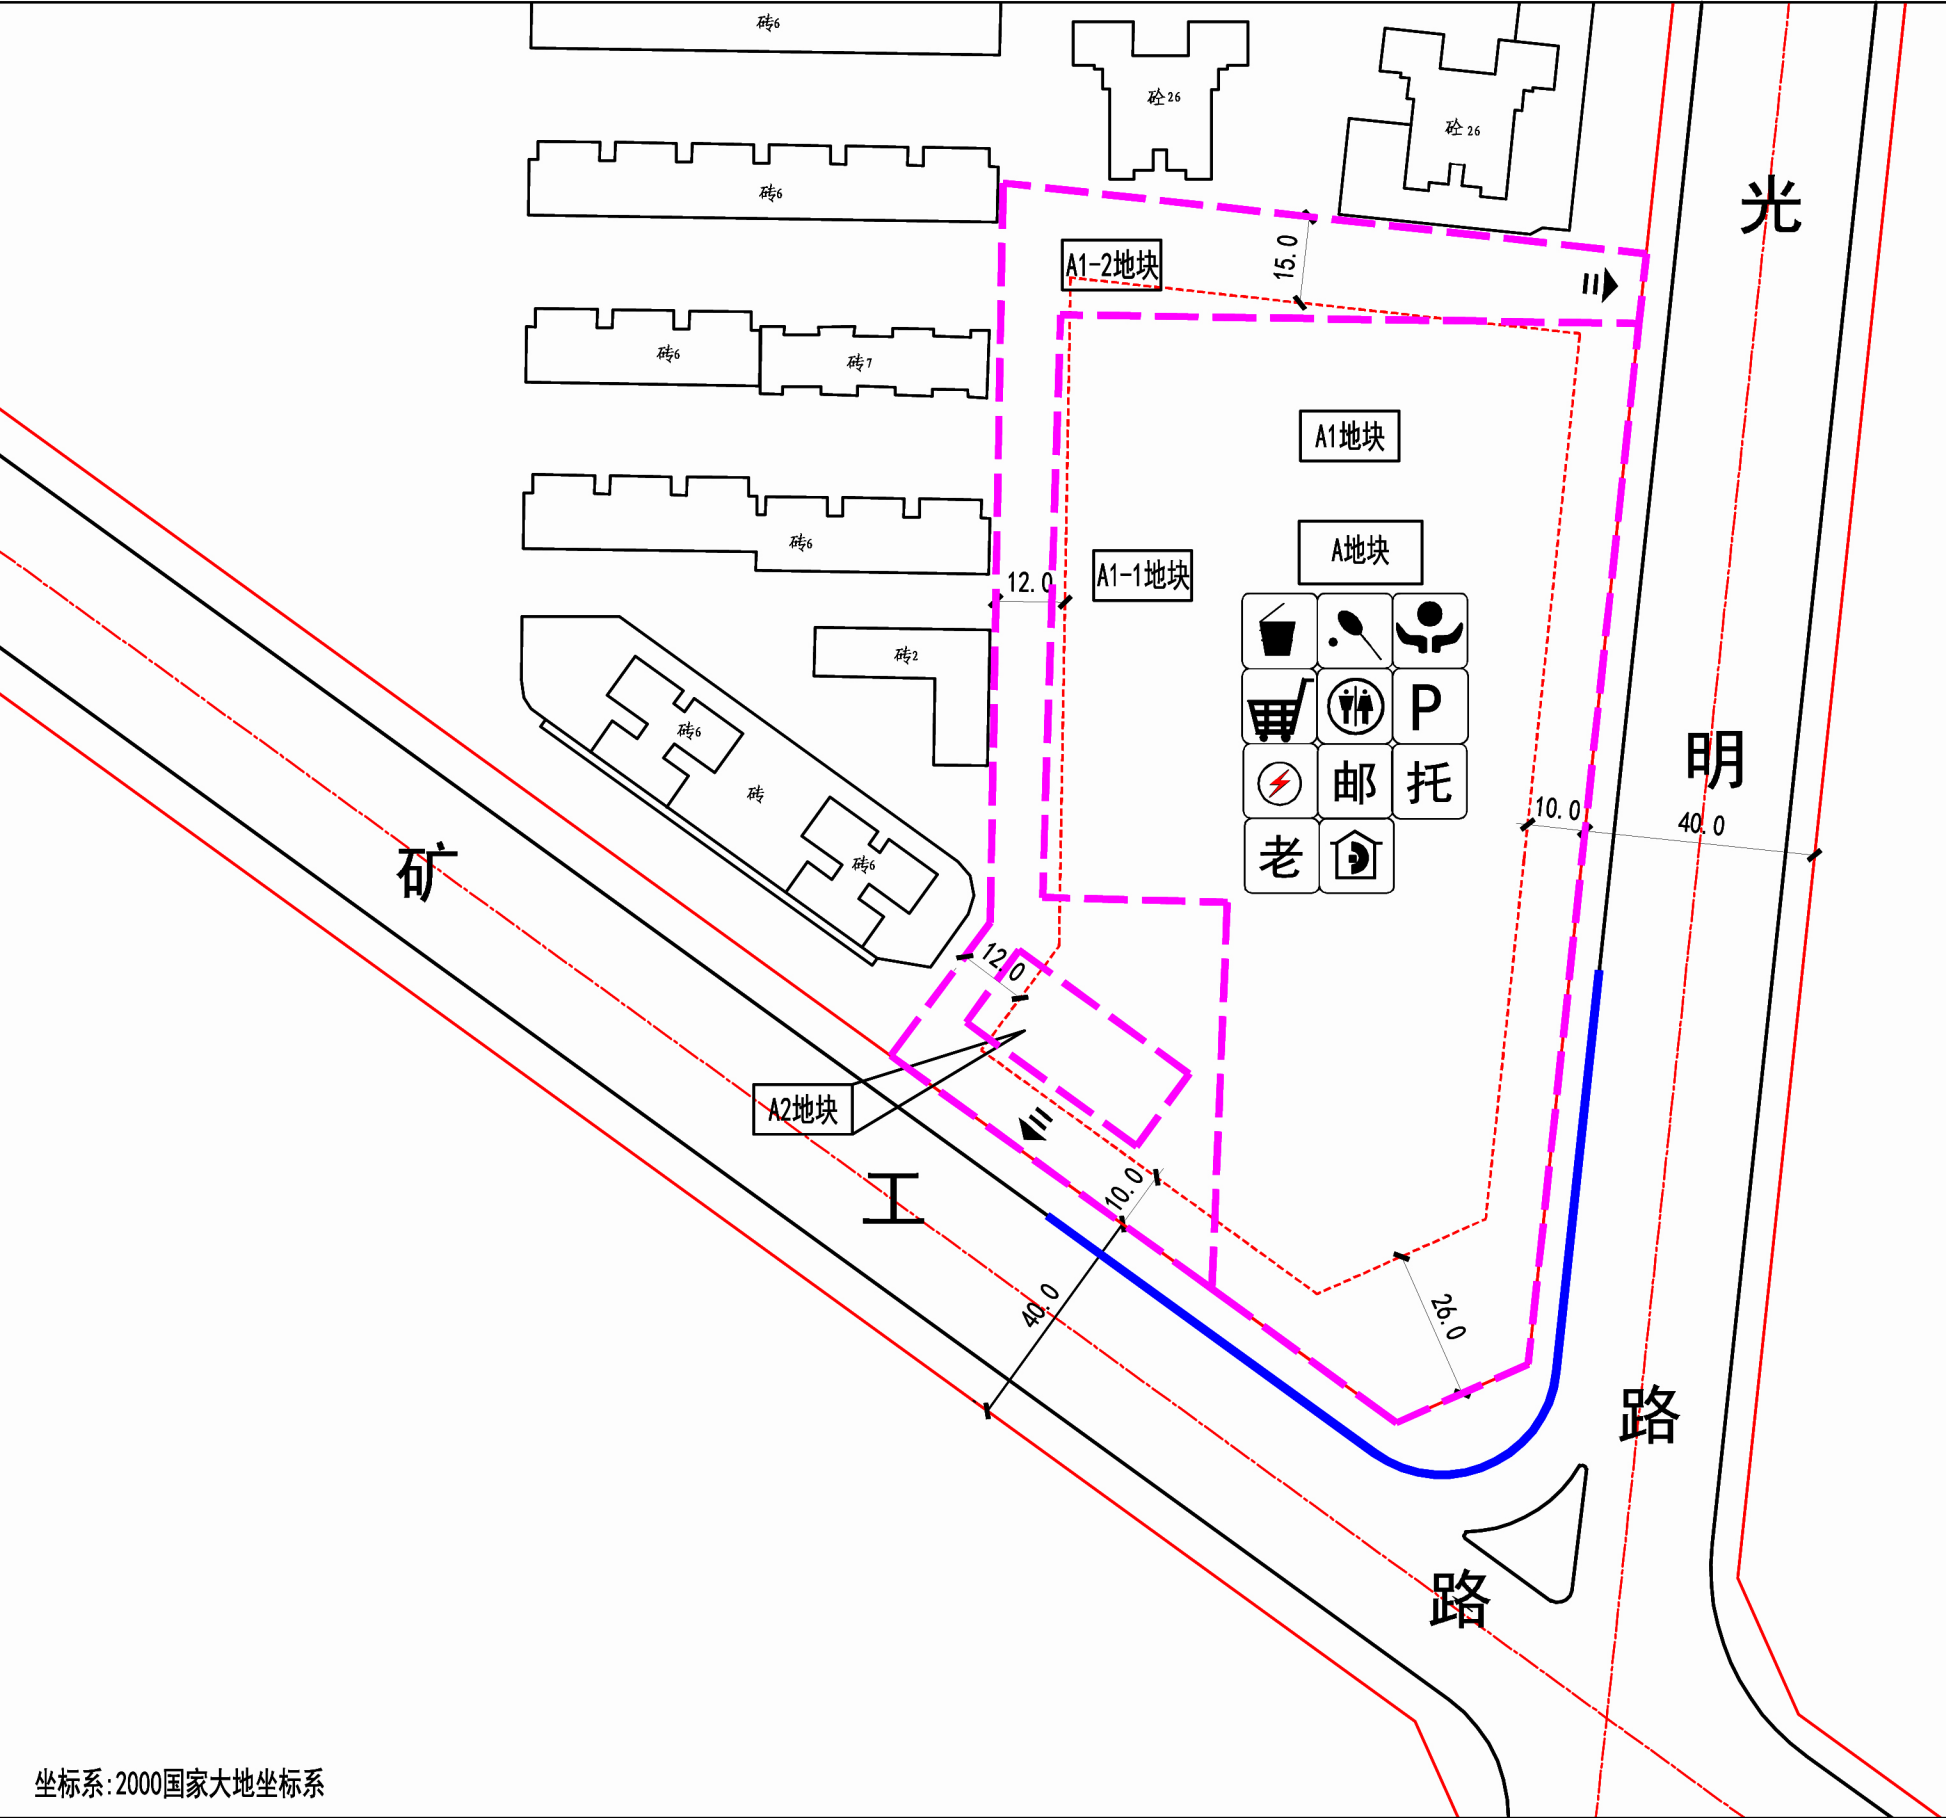 砖6
砼26
砼26
砖6
光
A1-2地块
15.0
砖6
砖7
A1地块
砖6
A地块
12.0
A1-1地块
砖2
P
砖6
明
邮
托
砖
10.0
40.0
老
砖6
矿
12.0
A2地块
工
10.0
40.0
26.0
路
路
坐标系:2000国家大地坐标系